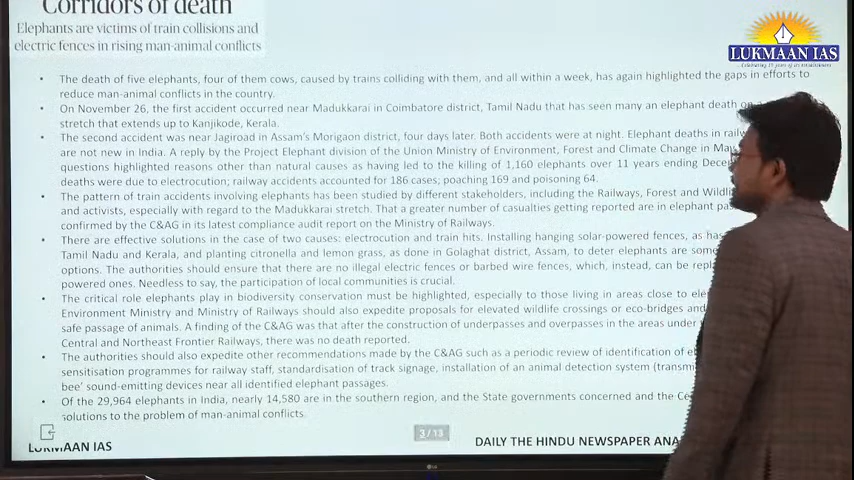 Corridors of death
Elephants are victims of train collisions and
electric fences in rising man-animal conflicts
LUKMAAN IAS
• The death of five elephants, four of them cows, caused by trains colliding with them, and all within a week, has again highlighted the gaps in efforts to
reduce man-animal conflicts in the country.
• On November 26, the first accident occurred near Madukkarai in Coimbatore district, Tamil Nadu that has seen many an elephant death on
stretch that extends up to Kanjikode, Kerala.
• The second accident was near Jagiroad in Assam's Morigaon district, four days later. Both accidents were at night. Elephant deaths in railw
are not new in India. A reply by the Project Elephant division of the Union Ministry of Environment, Forest and Climate Change in May
questions highlighted reasons other than natural causes as having led to the killing of 1,160 elephants over 11 years ending Dece
deaths were due to electrocution; railway accidents accounted for 186 cases; poaching 169 and poisoning 64.
• The pattern of train accidents involving elephants has been studied by different stakeholders, including the Railways, Forest and Wildli
and activists, especially with regard to the Madukkarai stretch. That a greater number of casualties getting reported are in elephant pas
confirmed by the C&AG in its latest compliance audit report on the Ministry of Railways.
• There are effective solutions in the case of two causes: electrocution and train hits. Installing hanging solar-powered fences, as has
Tamil Nadu and Kerala, and planting citronella and lemon grass, as done in Golaghat district, Assam, to deter elephants are som
options. The authorities should ensure that there are no illegal electric fences or barbed wire fences, which, instead, can be repl
powered ones. Needless to say, the participation of local communities is crucial.
• The critical role elephants play in biodiversity conservation must be highlighted, especially to those living in areas close to ele
Environment Ministry and Ministry of Railways should also expedite proposals for elevated wildlife crossings or eco-bridges and
safe passage of animals. A finding of the C&AG was that after the construction of underpasses and overpasses in the areas under
Central and Northeast Frontier Railways, there was no death reported.
• The authorities should also expedite other recommendations made by the C&AG such as a periodic review of identification of el
sensitisation programmes for railway staff, standardisation of track signage, installation of an animal detection system (transmi
bee' sound-emitting devices near all identified elephant passages.
• Of the 29,964 elephants in India, nearly 14,580 are in the southern region, and the State governments concerned and the Ce
solutions to the problem of man-animal conflicts.
3/13
LUKMAAN IAS
DAILY THE HINDU NEWSPAPER ANA
LG